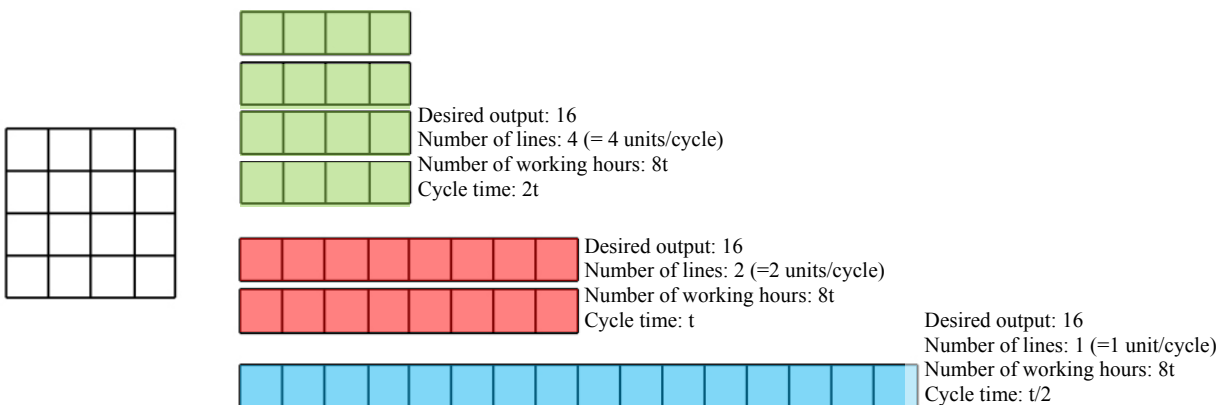 Desired output: 16
Number of lines: 4 (= 4 units/cycle)
Number of working hours: 8t
Cycle time: 2t
Desired output: 16
Number of lines: 2 (=2 units/cycle)
Number of working hours: 8t
Cycle time: t
Desired output: 16
Number of lines: 1 (=1 unit/cycle)
Number of working hours: 8t
Cycle time: t/2